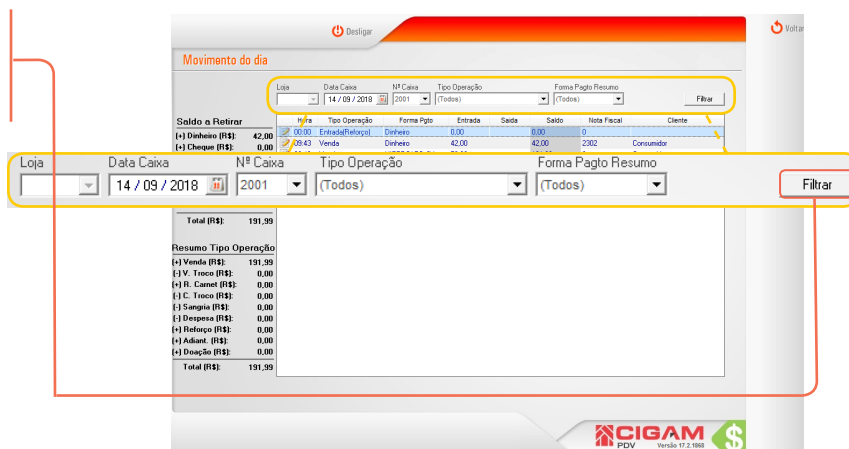 Desligar
Voltar
Movimento do dia
Loja Data Caixa Nº Caixa Tipo Operação Forma Pagto Resumo
14 / 09 / 2018 2001 (Todos) (Todos) Filtrar
Saldo a Retirar
Hora Tipo Operação Forma Pgto Entrada Saida Saldo Nota Fiscal Cliente
(+) Dinheiro (R$): 42,00
00:00 Entrada(Reforço) Dinheiro 0,00 0,00 0
(+) Cheque (R$): 0,00
09:43 Venda Dinheiro 42,00 42,00 2302 Consumidor
Loja Data Caixa Nª Caixa Tipo Operação Forma Pagto Resumo
14 / 09 / 2018 2001 (Todos) (Todos) Filtrar
Total (R$): 191,99
Resumo Tipo Operação
(+) Venda (R$): 191,99
(-) V. Troco (R$): 0,00
(+) R. Carnet (R$): 0,00
(-) C. Troco (R$): 0,00
(-) Sangria (R$): 0,00
(-) Despesa (R$): 0,00
(+) Reforço (R$): 0,00
(+) Adiant. (R$): 0,00
(+) Doação (R$): 0,00
Total (R$): 191,99
CIGAM
PDV Versão 17.2.1868
$